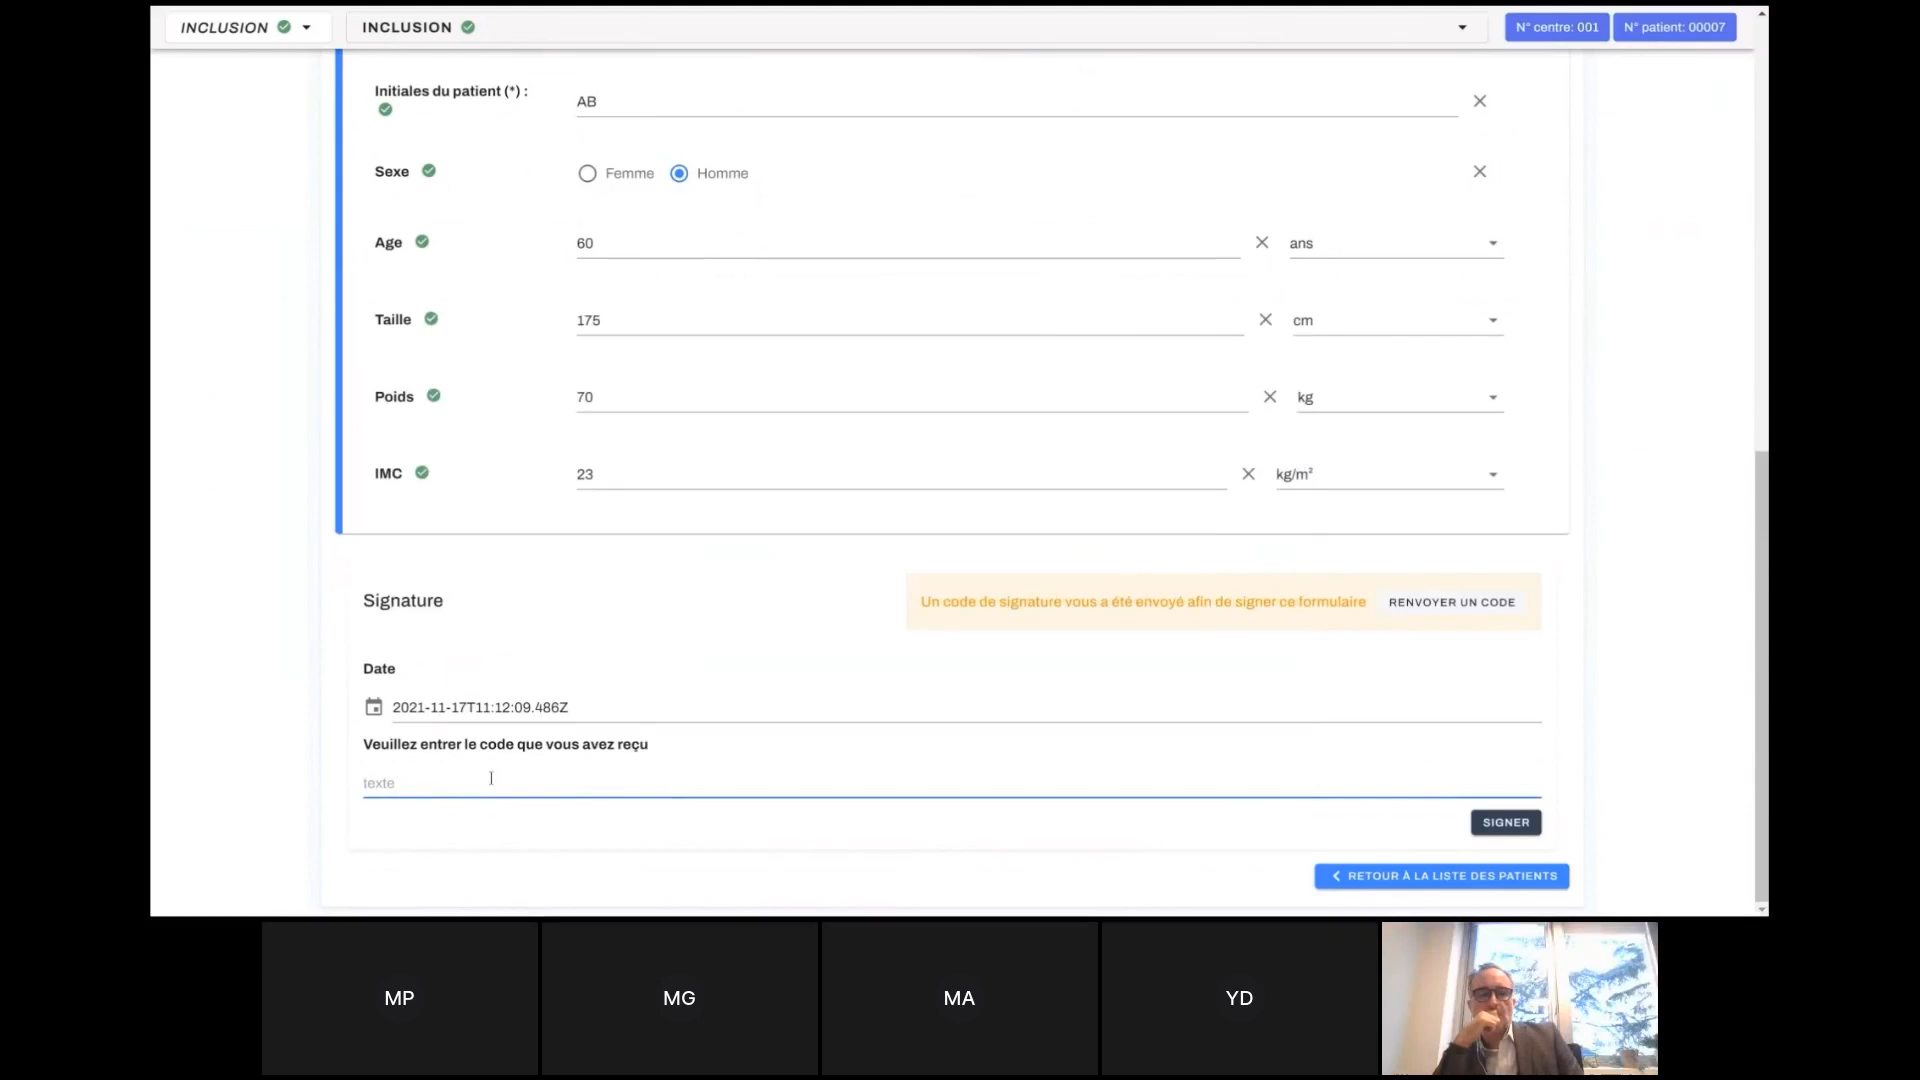 INCLUSION
INCLUSION
N° centre: 001
N° patient: 00007
Initiales du patient (*) :
AB
Sexe
Femme
Homme
Age
60
ans
Taille
175
cm
Poids
70
kg
IMC
23
kg/m²
Signature
Un code de signature vous a été envoyé afin de signer ce formulaire
RENVOYER UN CODE
Date
2021-11-17T11:12:09.486Z
Veuillez entrer le code que vous avez reçu
texte
SIGNER
RETOUR À LA LISTE DES PATIENTS
MP
MG
MA
YD